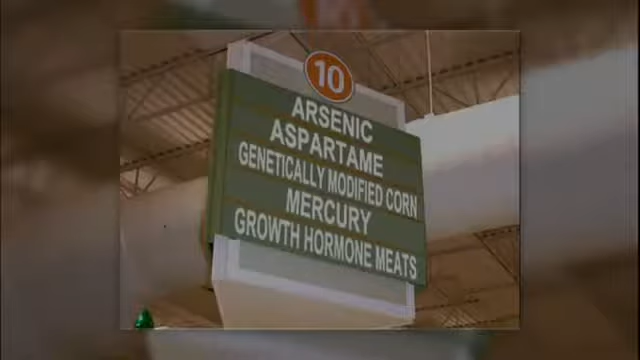 10
ARSENIC
ASPARTAME
GENETICALLY MODIFIED CORN
MERCURY
GROWTH HORMONE MEATS